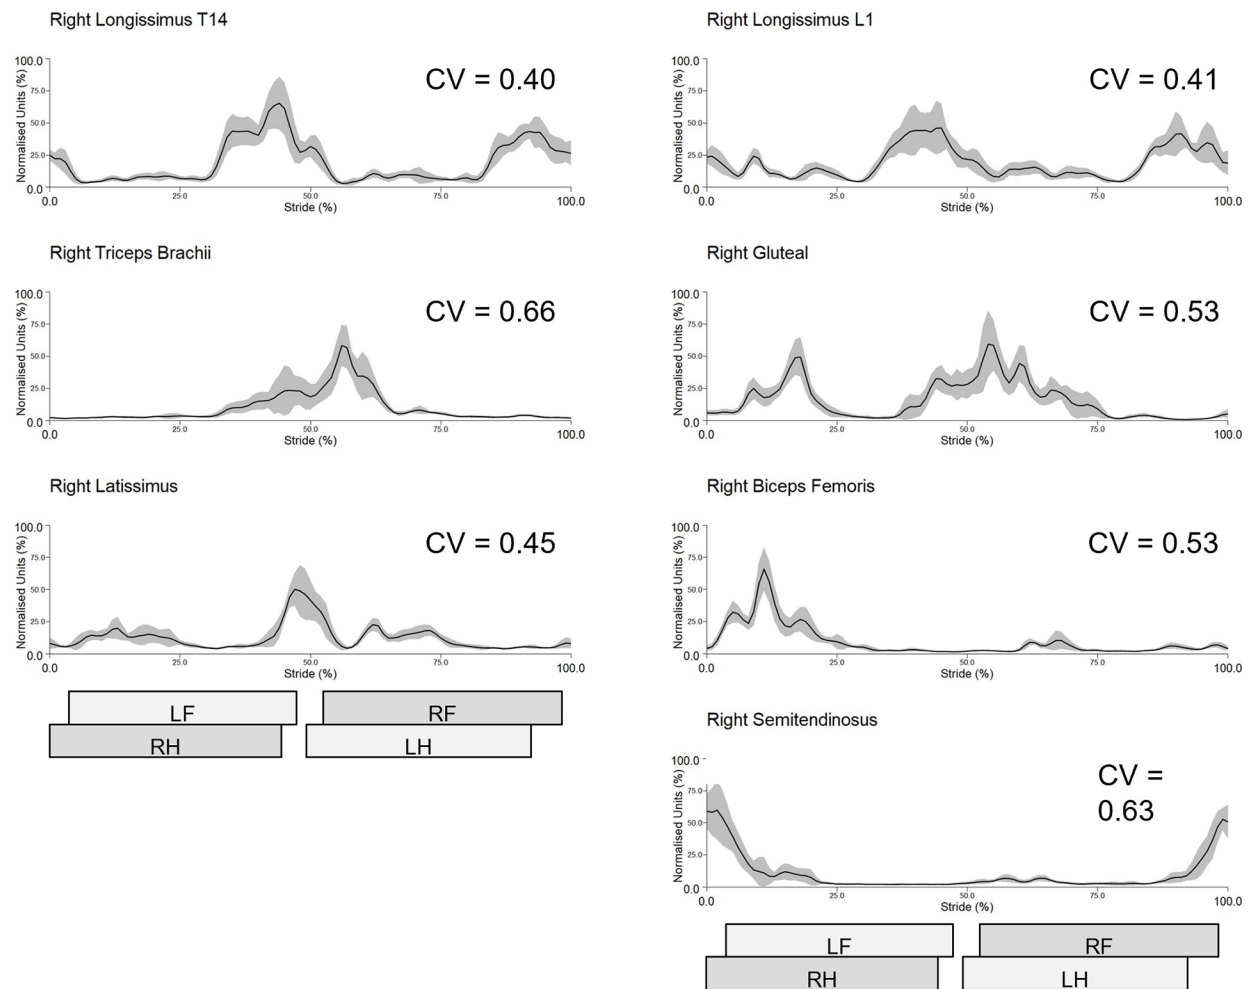 Right Longissimus T14
CV = 0.40
Normalised Units (%)
100.0
75.0
50.0
25.0
0.0
0.0 25.0 50.0 75.0 100.0
Stride (%)
Right Triceps Brachii
CV = 0.66
Normalised Units (%)
100.0
75.0
50.0
25.0
0.0
0.0 25.0 50.0 75.0 100.0
Stride (%)
Right Latissimus
CV = 0.45
Normalised Units (%)
100.0
75.0
50.0
25.0
0.0
0.0 25.0 50.0 75.0 100.0
Stride (%)
LF RF
RH LH
Right Longissimus L1
CV = 0.41
Normalised Units (%)
100.0
75.0
50.0
25.0
0.0
0.0 25.0 50.0 75.0 100.0
Stride (%)
Right Gluteal
CV = 0.53
Normalised Units (%)
100.0
75.0
50.0
25.0
0.0
0.0 25.0 50.0 75.0 100.0
Stride (%)
Right Biceps Femoris
CV = 0.53
Normalised Units (%)
100.0
75.0
50.0
25.0
0.0
0.0 25.0 50.0 75.0 100.0
Stride (%)
Right Semitendinosus
CV =
0.63
Normalised Units (%)
100.0
75.0
50.0
25.0
0.0
0.0 25.0 50.0 75.0 100.0
Stride (%)
LF RF
RH LH